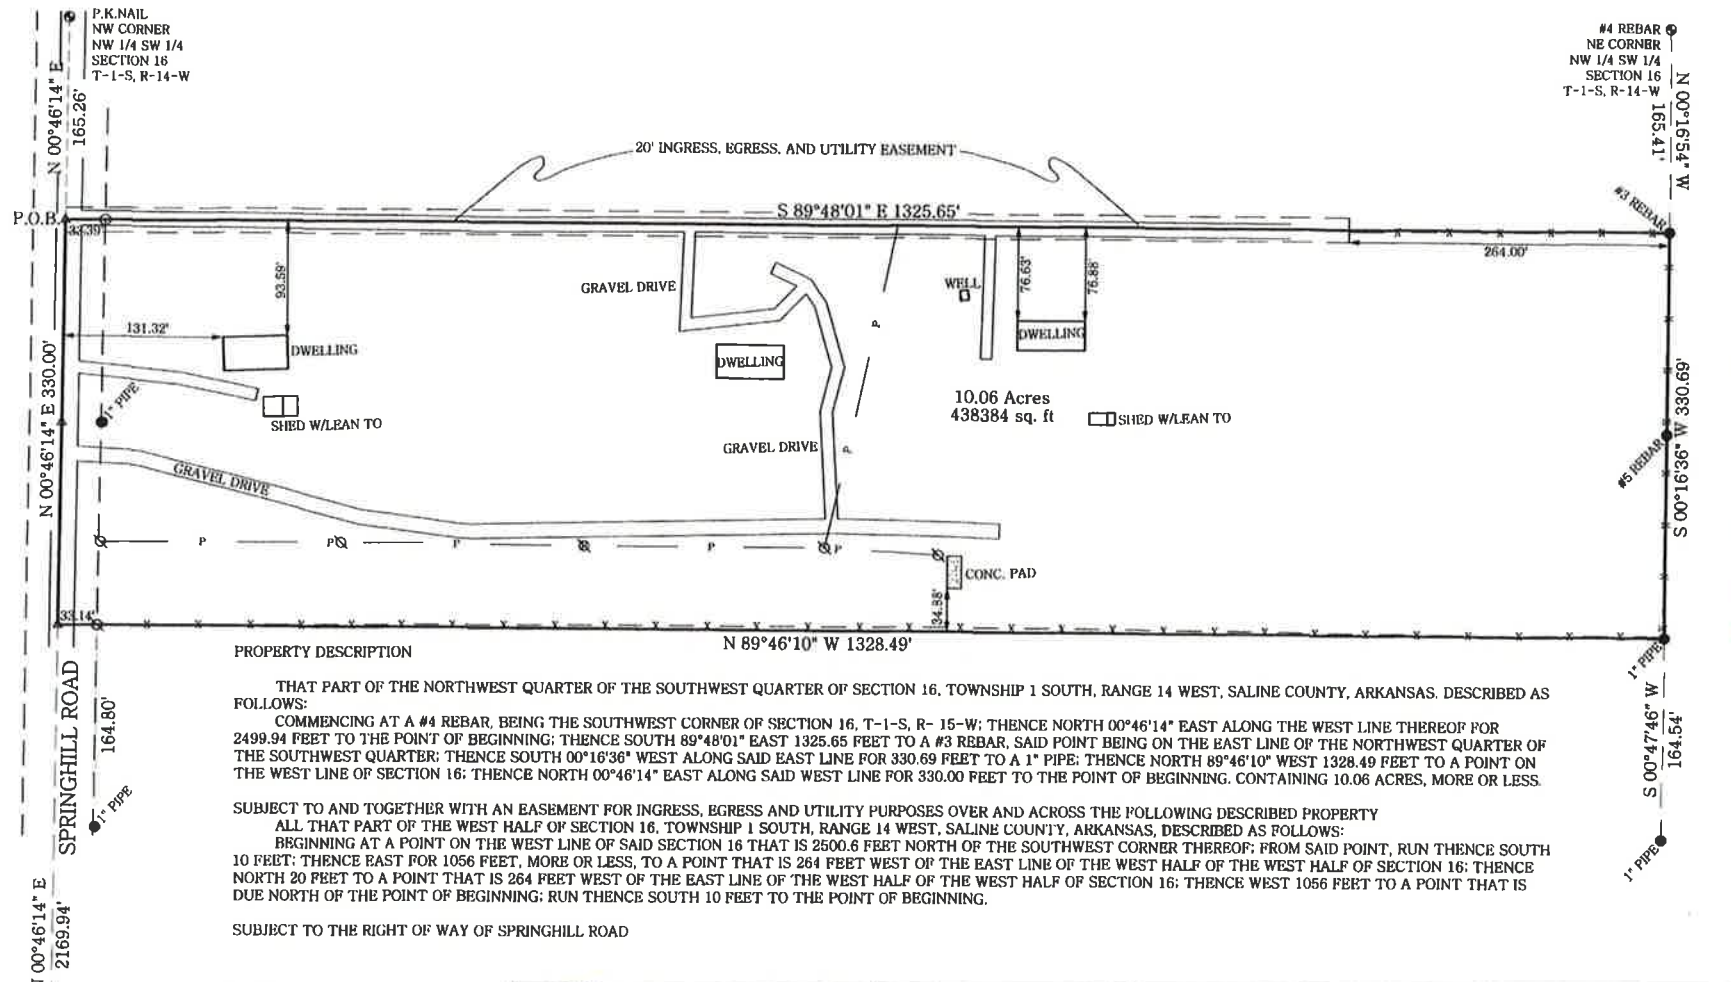 P.K.NAIL
NW CORNER
NW 1/4 SW 1/4
SECTION 16
T-1-S, R-14-W
#4 REBAR
NE CORNER
NW 1/4 SW 1/4
SECTION 16
T-1-S, R-14-W
N 00°46'14" E
165.26'
N 00°16'54" W
165.41'
20' INGRESS, EGRESS, AND UTILITY EASEMENT
#3 REBAR
P.O.B.
S 89°48'01" E 1325.65'
33.39'
264.00'
93.59'
GRAVEL DRIVE
WELL
76.63'
76.88'
131.32'
DWELLING
DWELLING
DWELLING
1" PIPE
N 00°46'14" E 330.00'
10.06 Acres
438384 sq. ft
SHED W/LEAN TO
SHED W/LEAN TO
P
P
GRAVEL DRIVE
GRAVEL DRIVE
#5 REBAR
S 00°16'36" W 330.69'
P
P
P
P
P
CONC. PAD
34.88'
33.14'
N 89°46'10" W 1328.49'
1" PIPE
PROPERTY DESCRIPTION
THAT PART OF THE NORTHWEST QUARTER OF THE SOUTHWEST QUARTER OF SECTION 16, TOWNSHIP 1 SOUTH, RANGE 14 WEST, SALINE COUNTY, ARKANSAS, DESCRIBED AS
FOLLOWS:
COMMENCING AT A #4 REBAR, BEING THE SOUTHWEST CORNER OF SECTION 16, T-1-S, R- 15-W; THENCE NORTH 00°46'14" EAST ALONG THE WEST LINE THEREOF FOR
2499.94 FEET TO THE POINT OF BEGINNING; THENCE SOUTH 89°48'01" EAST 1325.65 FEET TO A #3 REBAR, SAID POINT BEING ON THE EAST LINE OF THE NORTHWEST QUARTER OF
THE SOUTHWEST QUARTER; THENCE SOUTH 00°16'36" WEST ALONG SAID EAST LINE FOR 330.69 FEET TO A 1" PIPE; THENCE NORTH 89°46'10" WEST 1328.49 FEET TO A POINT ON
THE WEST LINE OF SECTION 16; THENCE NORTH 00°46'14" EAST ALONG SAID WEST LINE FOR 330.00 FEET TO THE POINT OF BEGINNING. CONTAINING 10.06 ACRES, MORE OR LESS.
SUBJECT TO AND TOGETHER WITH AN EASEMENT FOR INGRESS, EGRESS AND UTILITY PURPOSES OVER AND ACROSS THE FOLLOWING DESCRIBED PROPERTY
ALL THAT PART OF THE WEST HALF OF SECTION 16, TOWNSHIP 1 SOUTH, RANGE 14 WEST, SALINE COUNTY, ARKANSAS, DESCRIBED AS FOLLOWS:
BEGINNING AT A POINT ON THE WEST LINE OF SAID SECTION 16 THAT IS 2500.6 FEET NORTH OF THE SOUTHWEST CORNER THEREOF; FROM SAID POINT, RUN THENCE SOUTH
10 FEET; THENCE EAST FOR 1056 FEET, MORE OR LESS, TO A POINT THAT IS 264 FEET WEST OF THE EAST LINE OF THE WEST HALF OF THE WEST HALF OF SECTION 16; THENCE
NORTH 20 FEET TO A POINT THAT IS 264 FEET WEST OF THE EAST LINE OF THE WEST HALF OF THE WEST HALF OF SECTION 16; THENCE WEST 1056 FEET TO A POINT THAT IS
DUE NORTH OF THE POINT OF BEGINNING; RUN THENCE SOUTH 10 FEET TO THE POINT OF BEGINNING.
SUBJECT TO THE RIGHT OF WAY OF SPRINGHILL ROAD
SPRINGHILL ROAD
164.80'
1" PIPE
S 00°47'46" W
164.54'
1" PIPE
N 00°46'14" E
2169.94'